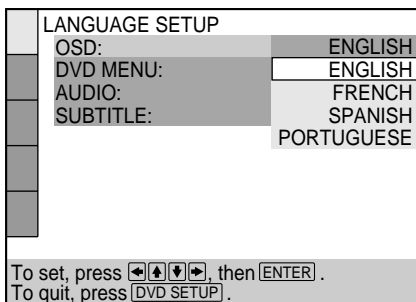 LANGUAGE SETUP
OSD: ENGLISH
DVD MENU: ENGLISH
AUDIO: FRENCH
SUBTITLE: SPANISH
PORTUGUESE
To set, press ←↑↓→, then ENTER .
To quit, press DVD SETUP .